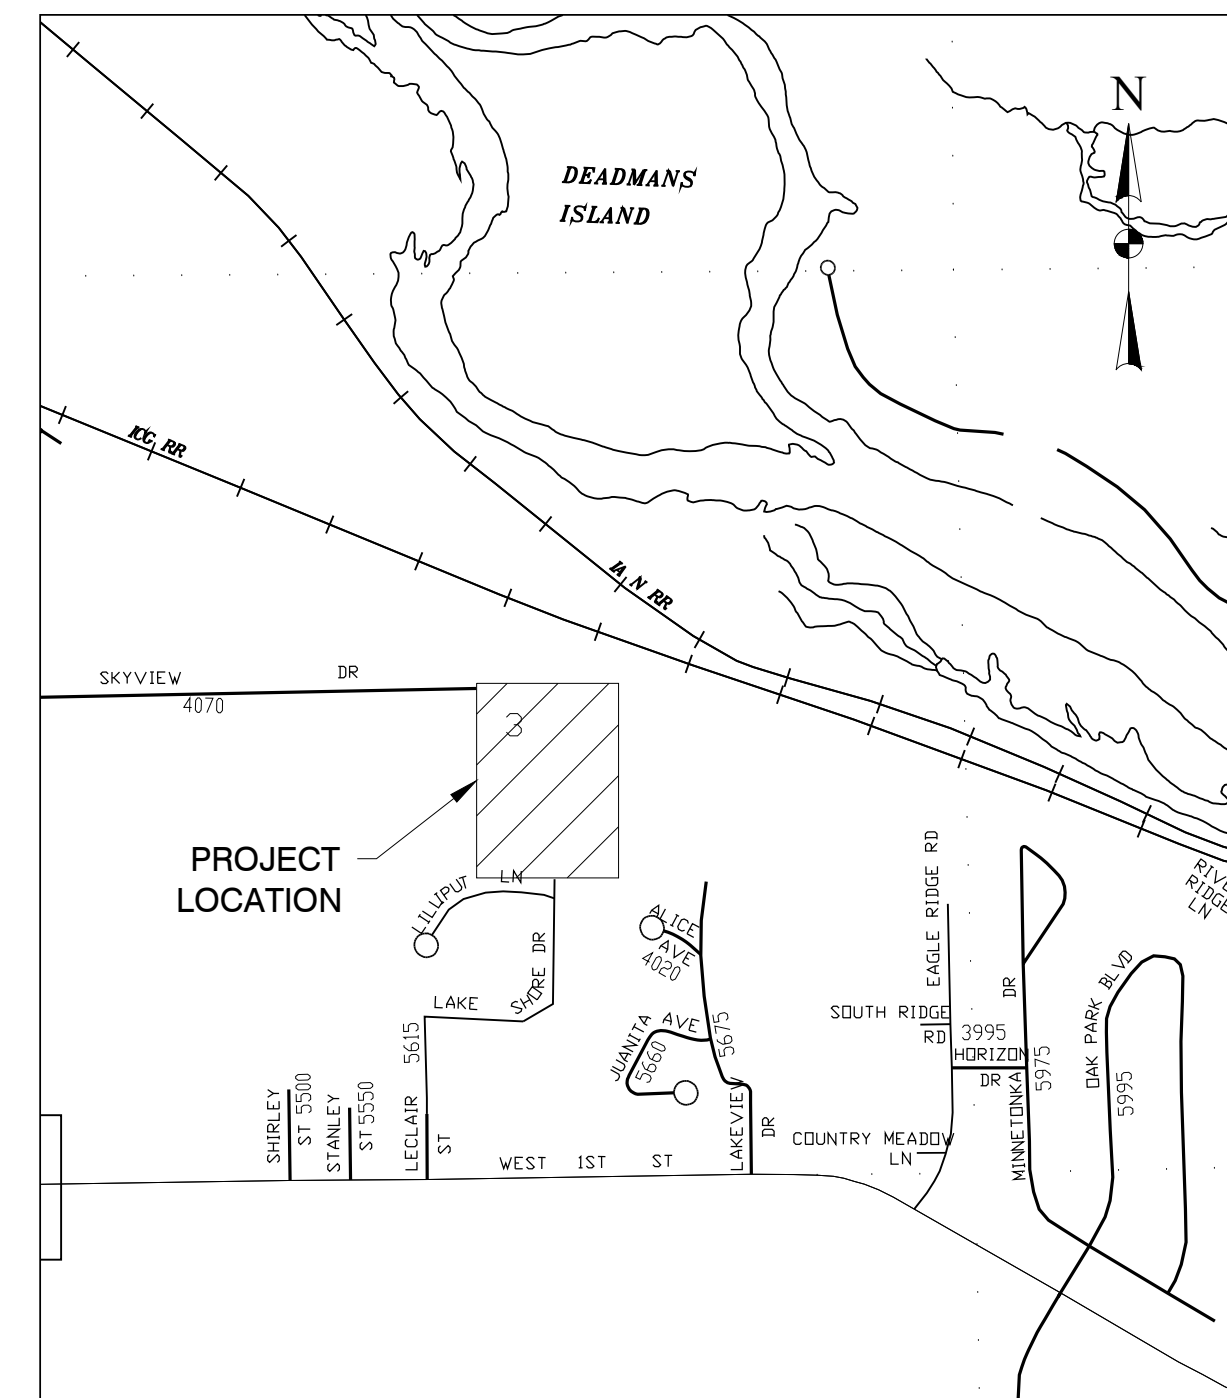 N
DEADMANS
ISLAND
ICG RR
IA N RR
SKYVIEW DR
4070
3
PROJECT
LOCATION
LILLIPUT LN
LAKE SHORE DR
ALICE
AVE
4020
JUANITA AVE
5660
5675
LAKEVIEW DR
5615
LECLAIR ST
SHIRLEY
ST 5500
STANLEY
ST 5550
WEST 1ST ST
EAGLE RIDGE RD
SOUTH RIDGE
RD
3995
HORIZON
DR
COUNTRY MEADOW
LN
MINNETONKA DR
5975
OAK PARK BLVD
5995
RIDGE
LN